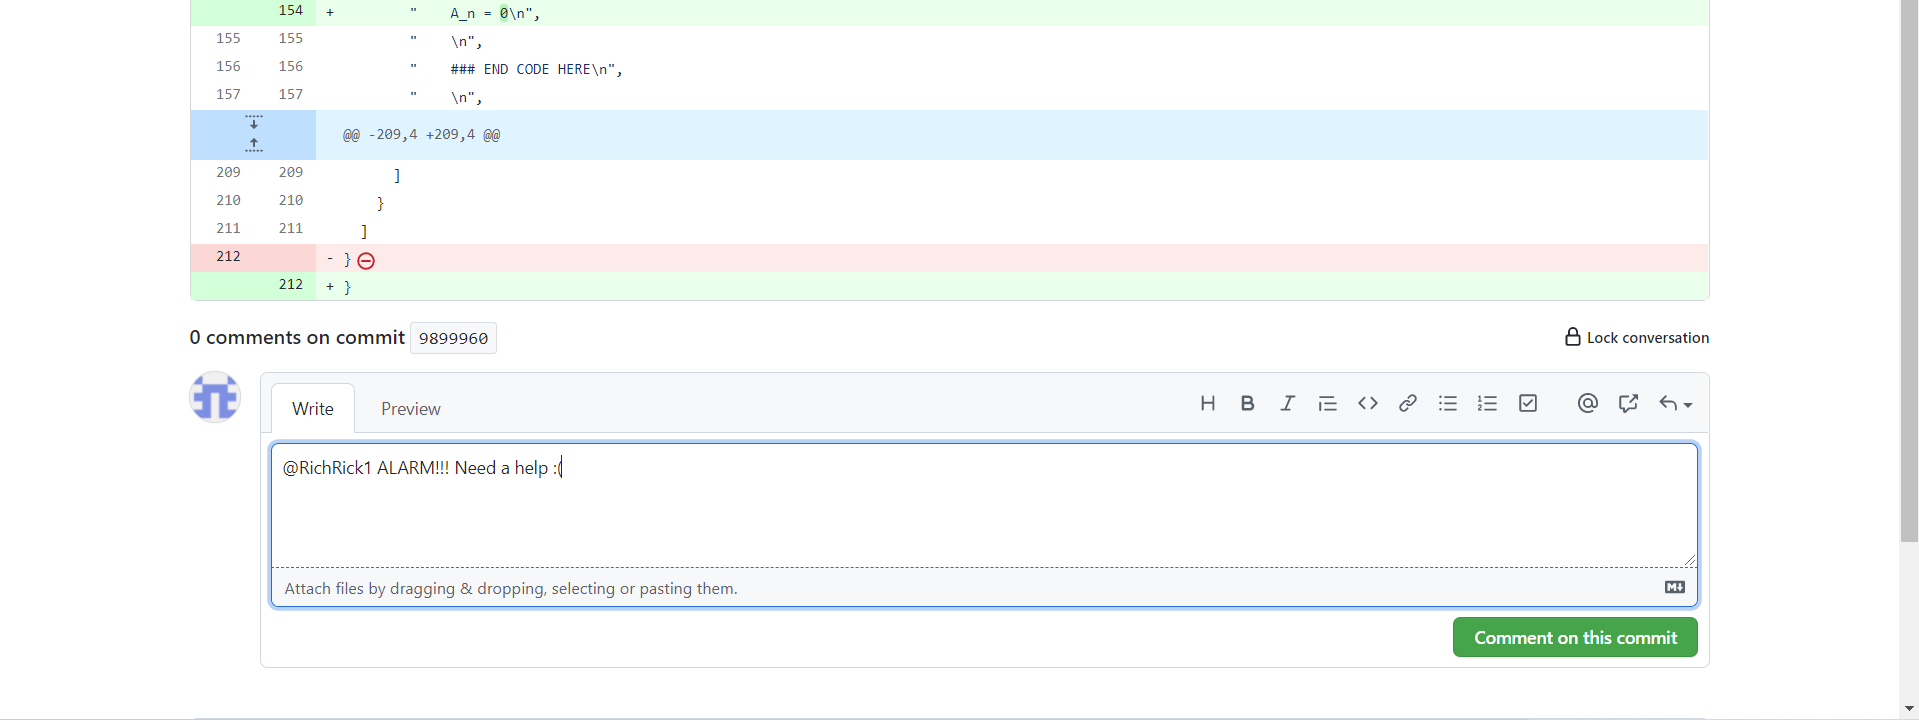 154 + "    A_n = 0\n",
155 155 "    \n",
156 156 "    ### END CODE HERE\n",
157 157 "    \n",
@@ -209,4 +209,4 @@
209 209 ]
210 210 }
211 211 ]
212 - }
212 + }
0 comments on commit 9899960
Lock conversation
Write Preview
@RichRick1 ALARM!!! Need a help :(
Attach files by dragging & dropping, selecting or pasting them.
Comment on this commit